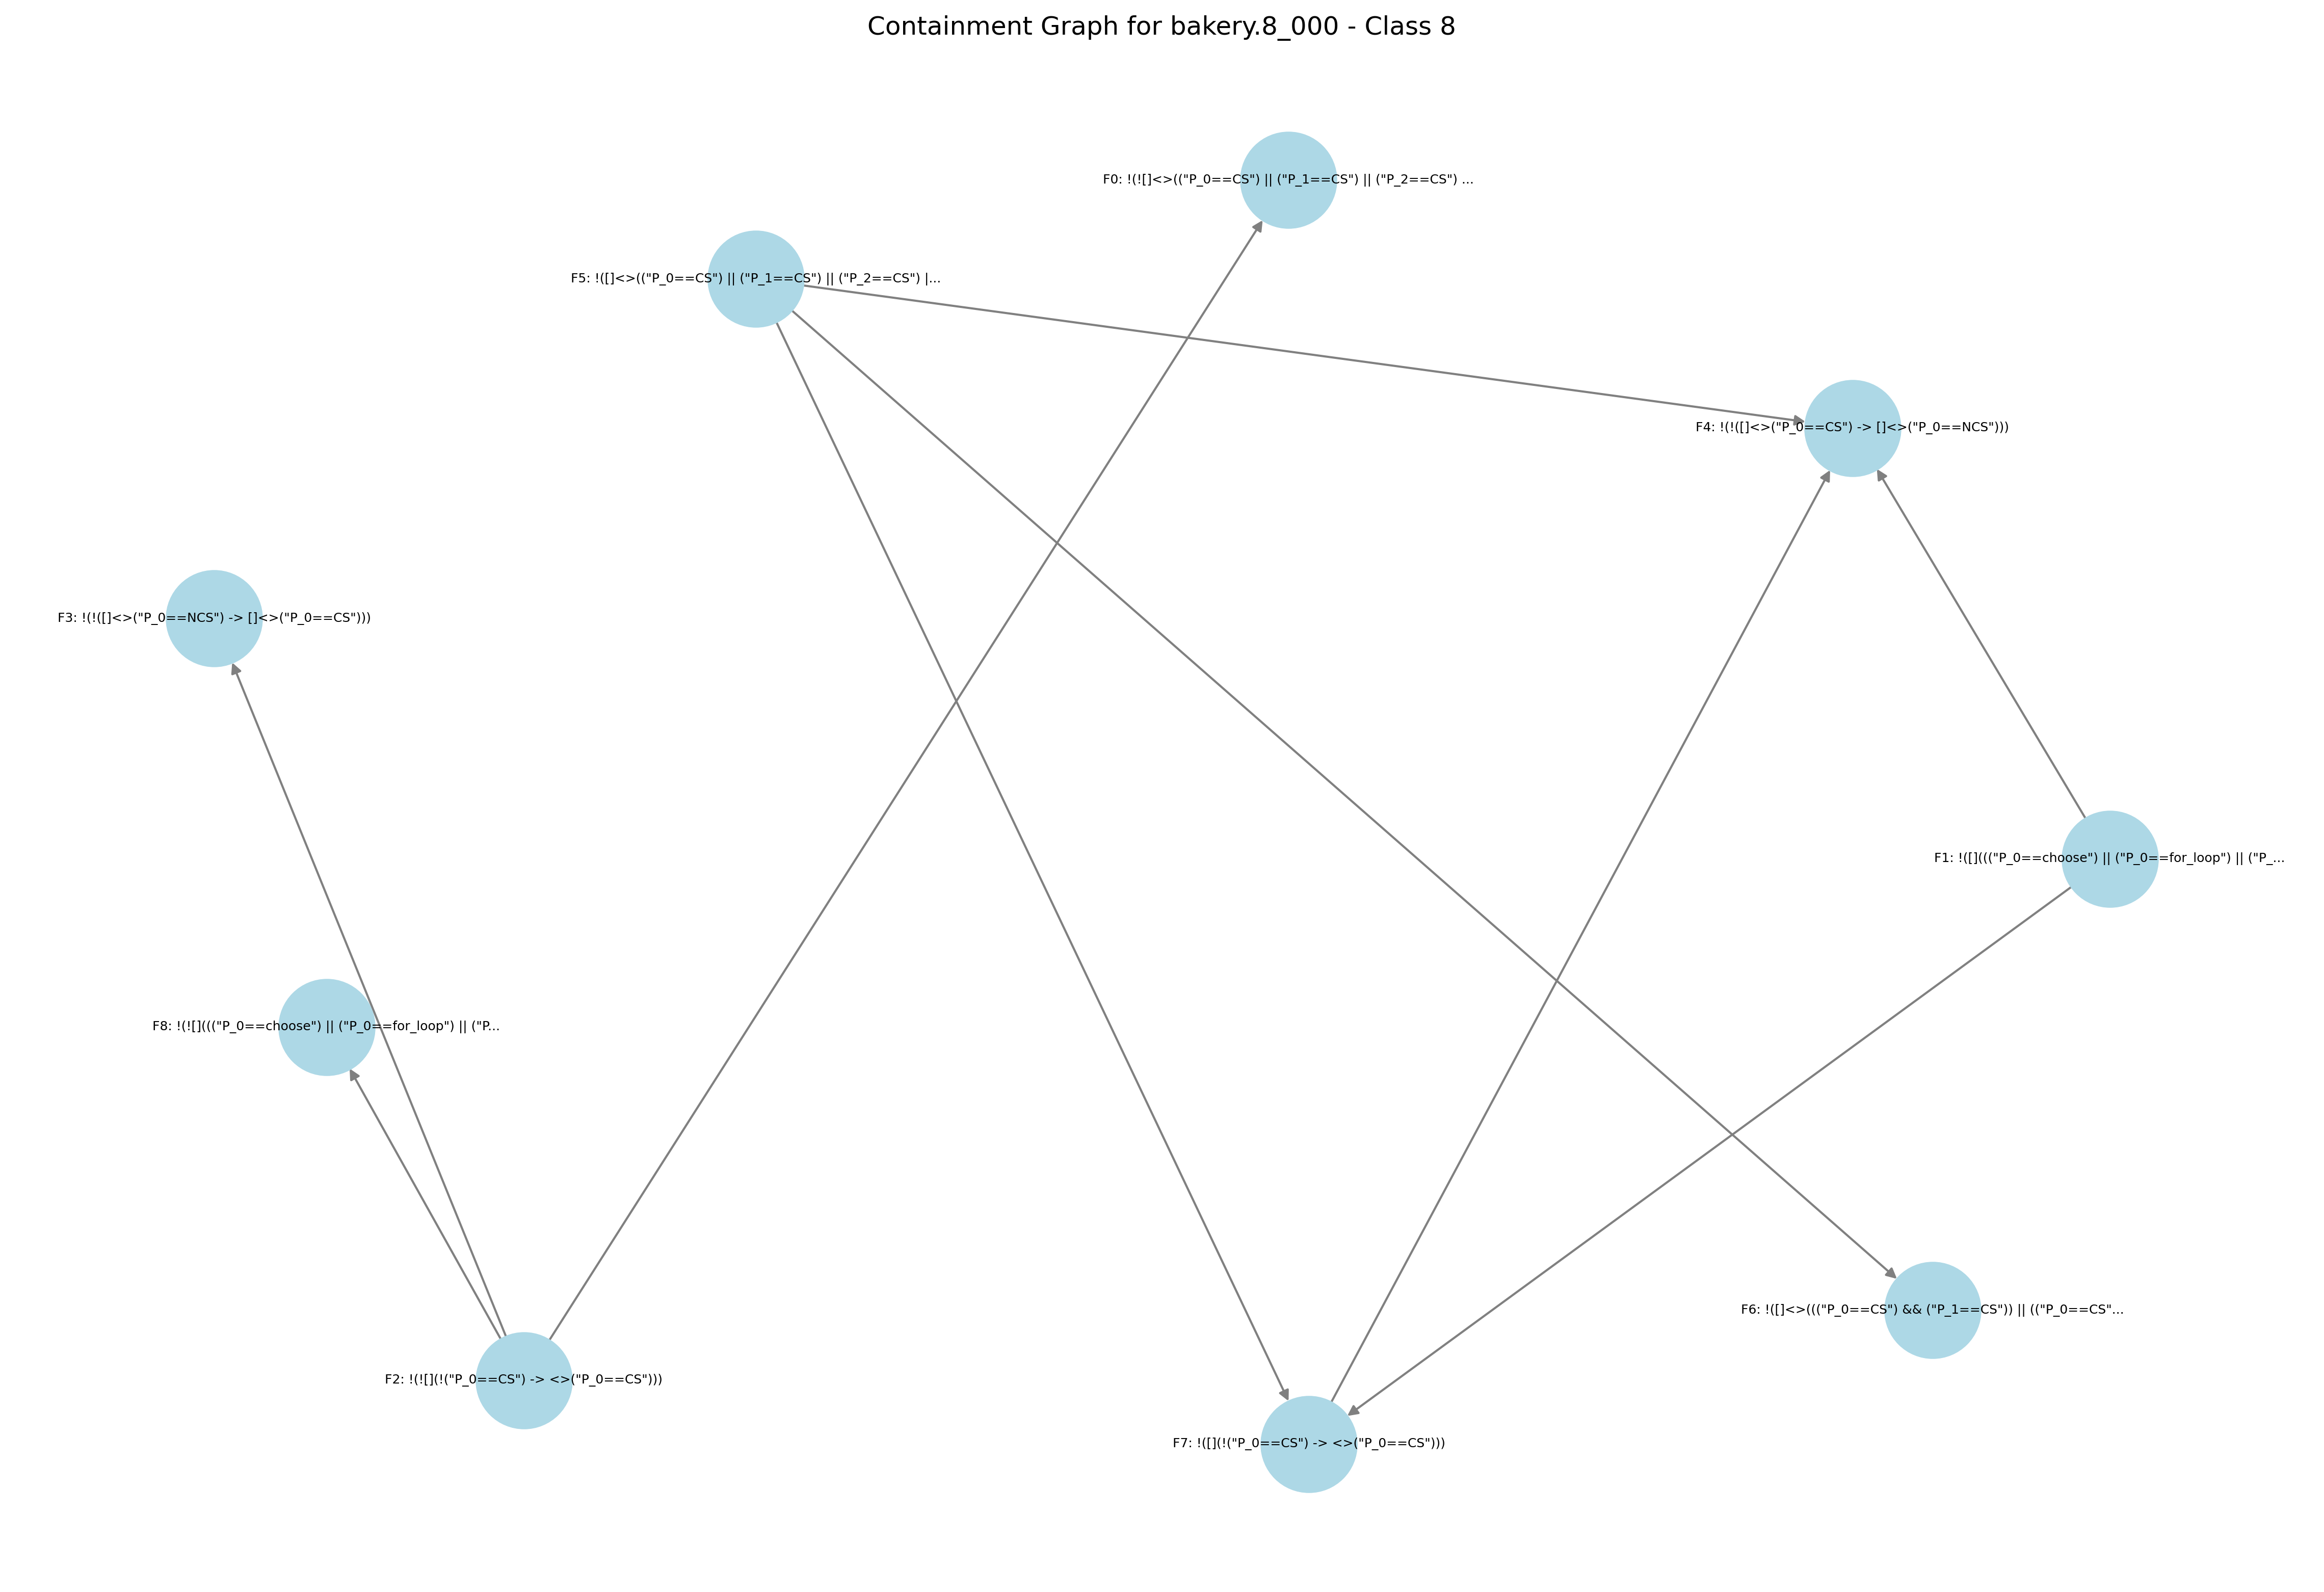 Containment Graph for bakery.8_000 - Class 8
F0: !(![]<>(("P_0==CS") || ("P_1==CS") || ("P_2==CS") ...
F5: !([]<>(("P_0==CS") || ("P_1==CS") || ("P_2==CS") |...
F4: !(!([]<>("P_0==CS") -> []<>("P_0==NCS")))
F3: !(!([]<>("P_0==NCS") -> []<>("P_0==CS")))
F1: !([]((("P_0==choose") || ("P_0==for_loop") || ("P_...
F8: !(![]((("P_0==choose") || ("P_0==for_loop") || ("P...
F6: !([]<>((("P_0==CS") && ("P_1==CS")) || (("P_0==CS"...
F2: !(![](!("P_0==CS") -> <>("P_0==CS")))
F7: !([](!("P_0==CS") -> <>("P_0==CS")))